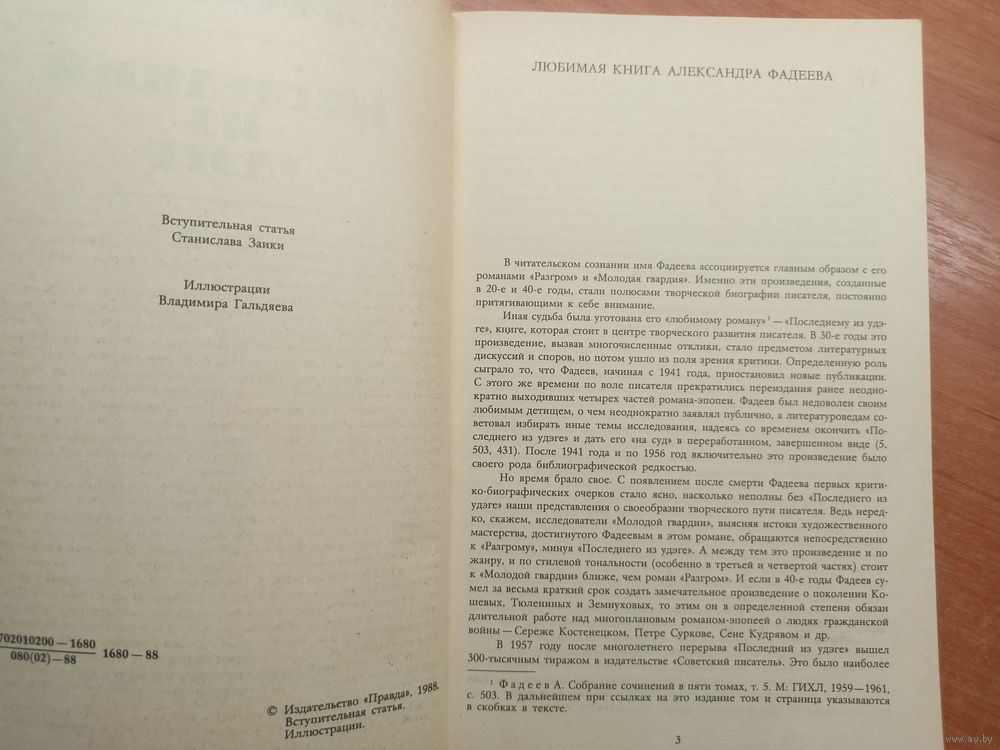 Вступительная статья
Станислава Заики
Иллюстрации
Владимира Гальдяева
702010200—1680
080(02)—88
1680—88
© Издательство «Правда», 1988.
Вступительная статья.
Иллюстрации.
ЛЮБИМАЯ КНИГА АЛЕКСАНДРА ФАДЕЕВА
В читательском сознании имя Фадеева ассоциируется главным образом с его
романами «Разгром» и «Молодая гвардия». Именно эти произведения, созданные
в 20-е и 40-е годы, стали полюсами творческой биографии писателя, постоянно
притягивающими к себе внимание.
Иная судьба была уготована его «любимому роману»¹—«Последнему из удэ-
ге», книге, которая стоит в центре творческого развития писателя. В 30-е годы это
произведение, вызвав многочисленные отклики, стало предметом литературных
дискуссий и споров, но потом ушло из поля зрения критики. Определенную роль
сыграло то, что Фадеев, начиная с 1941 года, приостановил новые публикации.
С этого же времени по воле писателя прекратились переиздания ранее неодно-
кратно выходивших четырех частей романа-эпопеи. Фадеев был недоволен своим
любимым детищем, о чем неоднократно заявлял публично, а литературоведам со-
ветовал избирать иные темы исследования, надеясь со временем окончить «По-
следнего из удэге» и дать его «на суд» в переработанном, завершенном виде (5,
503, 431). После 1941 года и по 1956 год включительно это произведение было
своего рода библиографической редкостью.
Но время брало свое. С появлением после смерти Фадеева первых крити-
ко-биографических очерков стало ясно, насколько неполны без «Последнего из
удэге» наши представления о своеобразии творческого пути писателя. Ведь неред-
ко, скажем, исследователи «Молодой гвардии», выясняя истоки художественного
мастерства, достигнутого Фадеевым в этом романе, обращаются непосредственно
к «Разгрому», минуя «Последнего из удэге». А между тем это произведение и по
жанру, и по стилевой тональности (особенно в третьей и четвертой частях) стоит
к «Молодой гвардии» ближе, чем роман «Разгром». И если в 40-е годы Фадеев су-
мел за весьма краткий срок создать замечательное произведение о поколении Ко-
шевых, Тюлениных и Земнуховых, то этим он в определенной степени обязан
длительной работе над многоплановым романом-эпопеей о людях гражданской
войны—Сереже Костенецком, Петре Суркове, Сене Кудрявом и др.
В 1957 году после многолетнего перерыва «Последний из удэге» вышел
300-тысячным тиражом в издательстве «Советский писатель». Это было наиболее
¹ Фадеев А. Собрание сочинений в пяти томах, т. 5. М: ГИХЛ, 1959—1961,
с. 503. В дальнейшем при ссылках на это издание том и страница указываются
в скобках в тексте.
3
www.ay.by